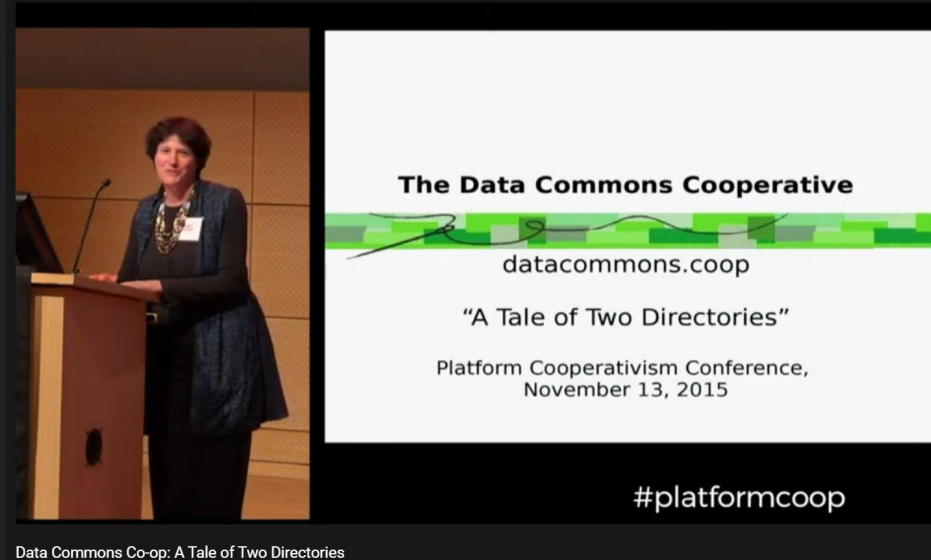 The Data Commons Cooperative
datacommons.coop
“A Tale of Two Directories”
Platform Cooperativism Conference,
November 13, 2015
#platformcoop
Data Commons Co-op: A Tale of Two Directories